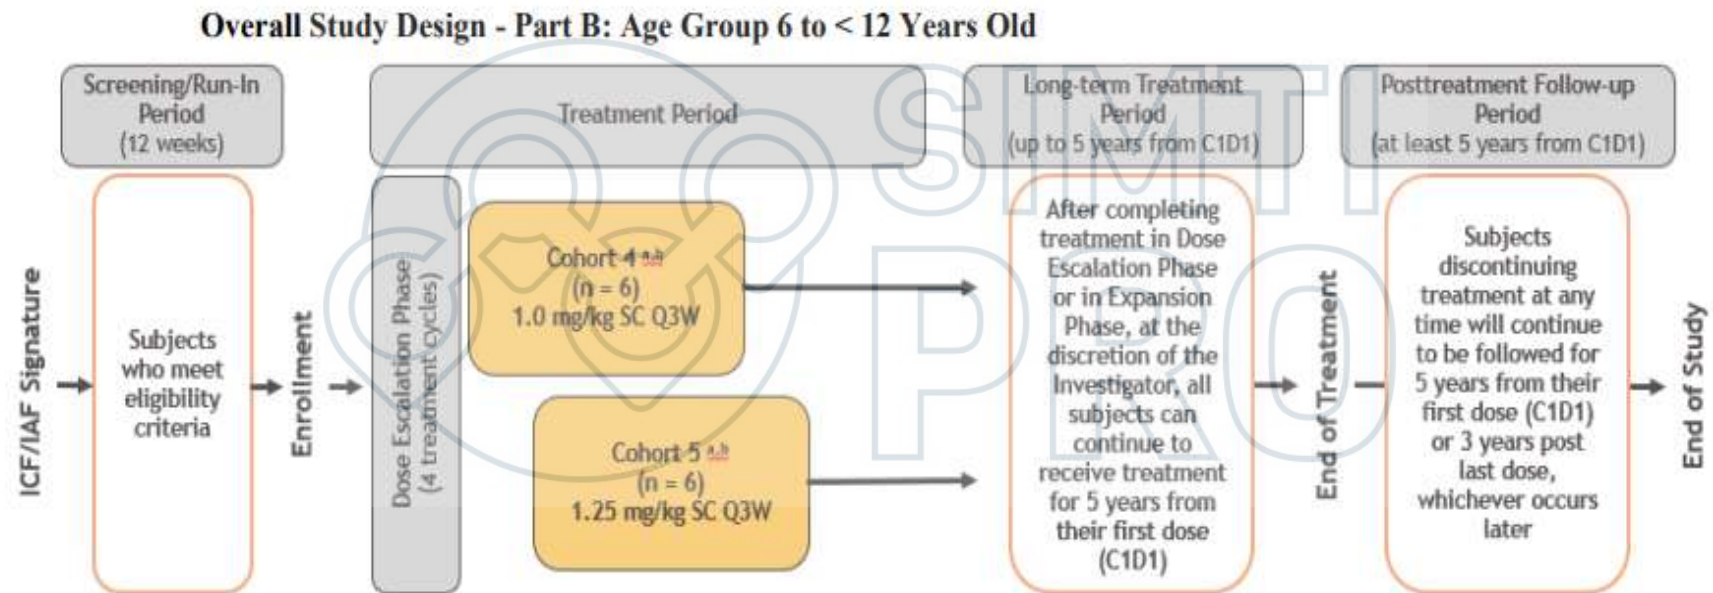 Overall Study Design - Part B: Age Group 6 to < 12 Years Old
Screening/Run-In
Period
(12 weeks)
Treatment Period
Long-term Treatment
Period
(up to 5 years from C1D1)
Posttreatment Follow-up
Period
(at least 5 years from C1D1)
ICF/IAF Signature
Subjects
who meet
eligibility
criteria
Enrollment
Dose Escalation Phase
(4 treatment cycles)
Cohort 4 a,b
(n = 6)
1.0 mg/kg SC Q3W
Cohort 5 a,b
(n = 6)
1.25 mg/kg SC Q3W
After completing
treatment in Dose
Escalation Phase
or in Expansion
Phase, at the
discretion of the
Investigator, all
subjects can
continue to
receive treatment
for 5 years from
their first dose
(C1D1)
End of Treatment
Subjects
discontinuing
treatment at any
time will continue
to be followed for
5 years from their
first dose (C1D1)
or 3 years post
last dose,
whichever occurs
later
End of Study
SIMTI
PRO